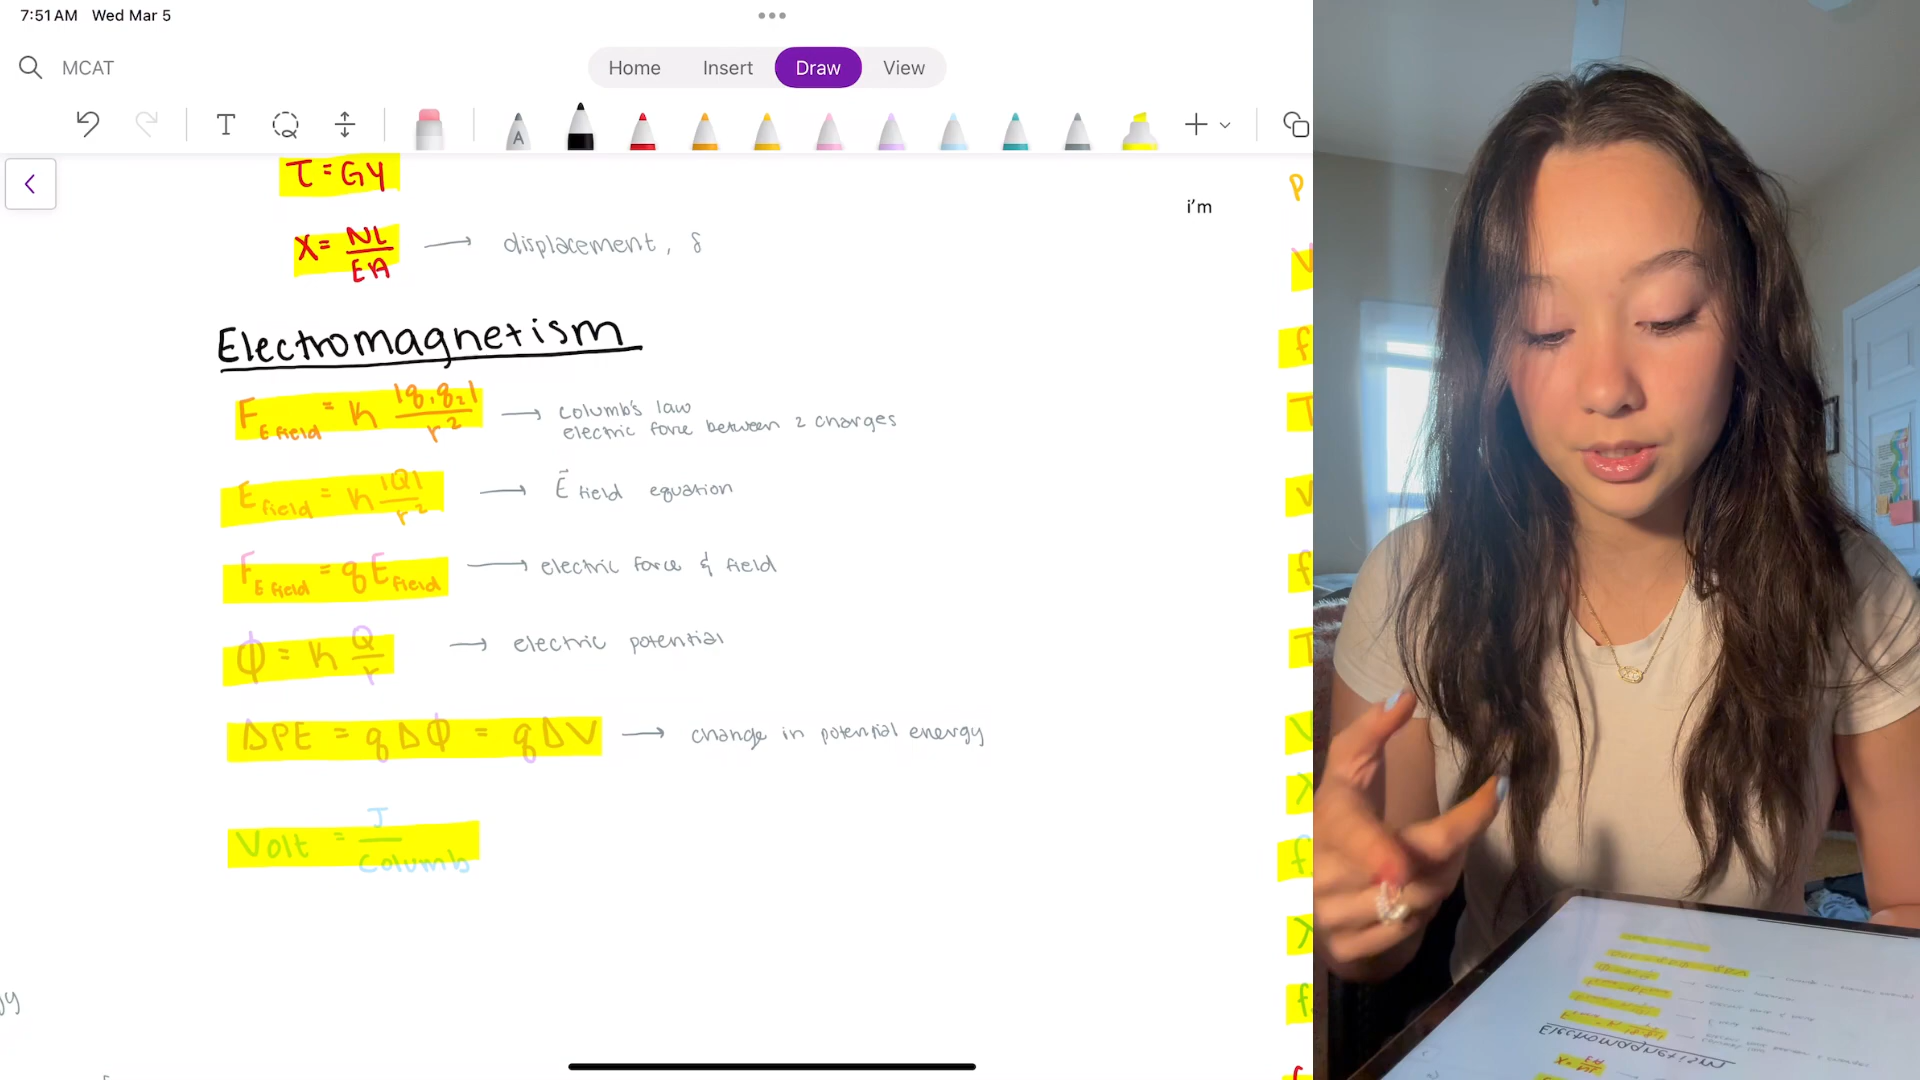 7:51 AM Wed Mar 5
MCAT
Home Insert Draw View
T
A
τ = Gγ
i'm
X = NL/EA → displacement, δ
Electromagnetism
F E field = k |q₁q₂|/r² → columb's law
electric force between 2 charges
E field = k |Q|/r² → E⃗ field equation
F E field = q E field → electric force & field
ϕ = k Q/r → electric potential
ΔPE = qΔϕ = qΔV → change in potential energy
Volt = J/columb